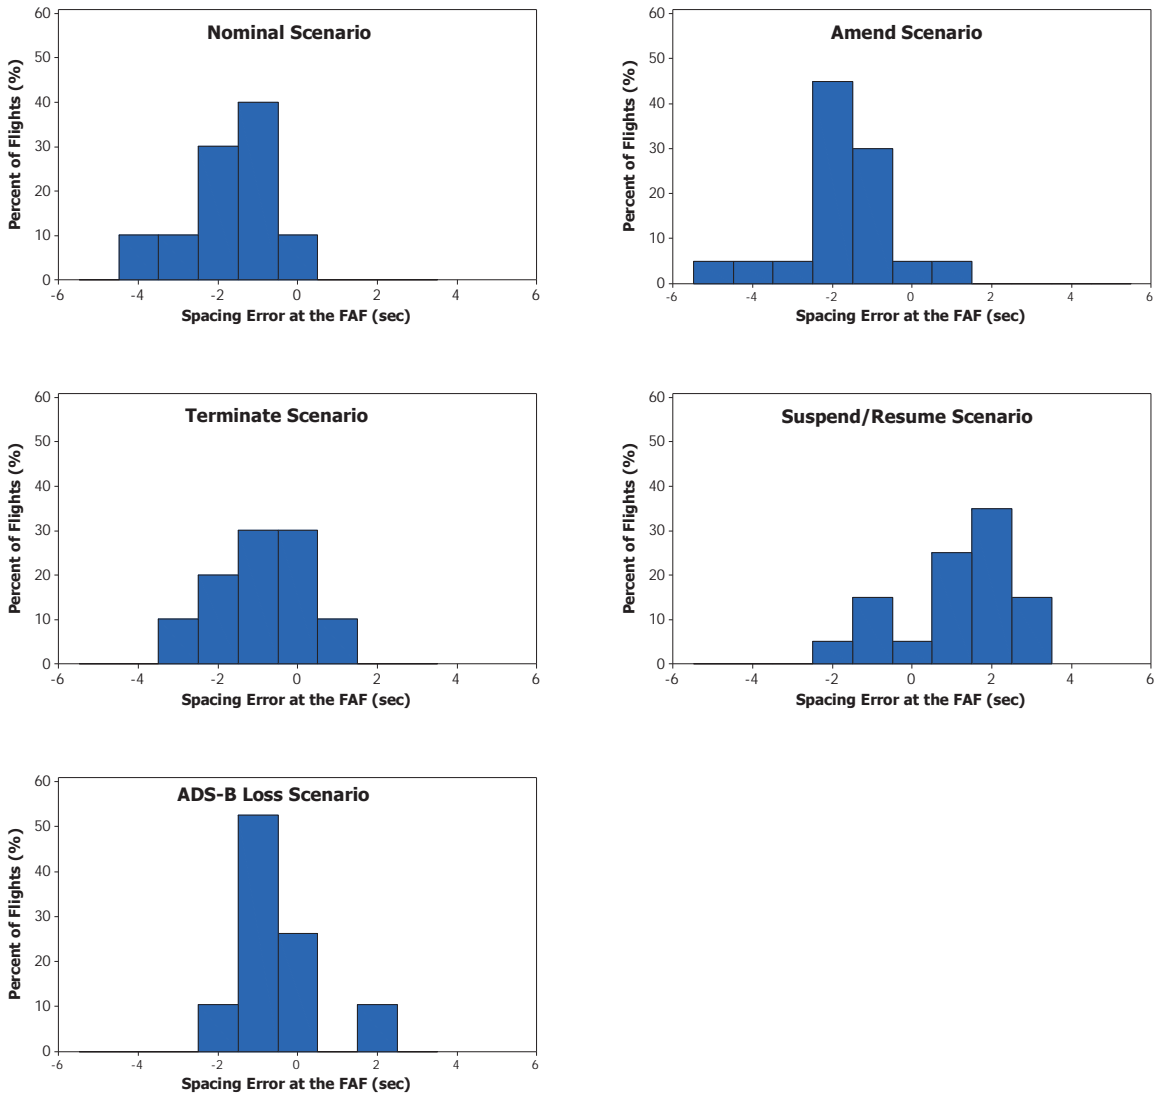 Nominal Scenario
Percent of Flights (%)
60
50
40
30
20
10
0
-6 -4 -2 0 2 4 6
Spacing Error at the FAF (sec)
Amend Scenario
Percent of Flights (%)
60
50
40
30
20
10
0
-6 -4 -2 0 2 4 6
Spacing Error at the FAF (sec)
Terminate Scenario
Percent of Flights (%)
60
50
40
30
20
10
0
-6 -4 -2 0 2 4 6
Spacing Error at the FAF (sec)
Suspend/Resume Scenario
Percent of Flights (%)
60
50
40
30
20
10
0
-6 -4 -2 0 2 4 6
Spacing Error at the FAF (sec)
ADS-B Loss Scenario
Percent of Flights (%)
60
50
40
30
20
10
0
-6 -4 -2 0 2 4 6
Spacing Error at the FAF (sec)